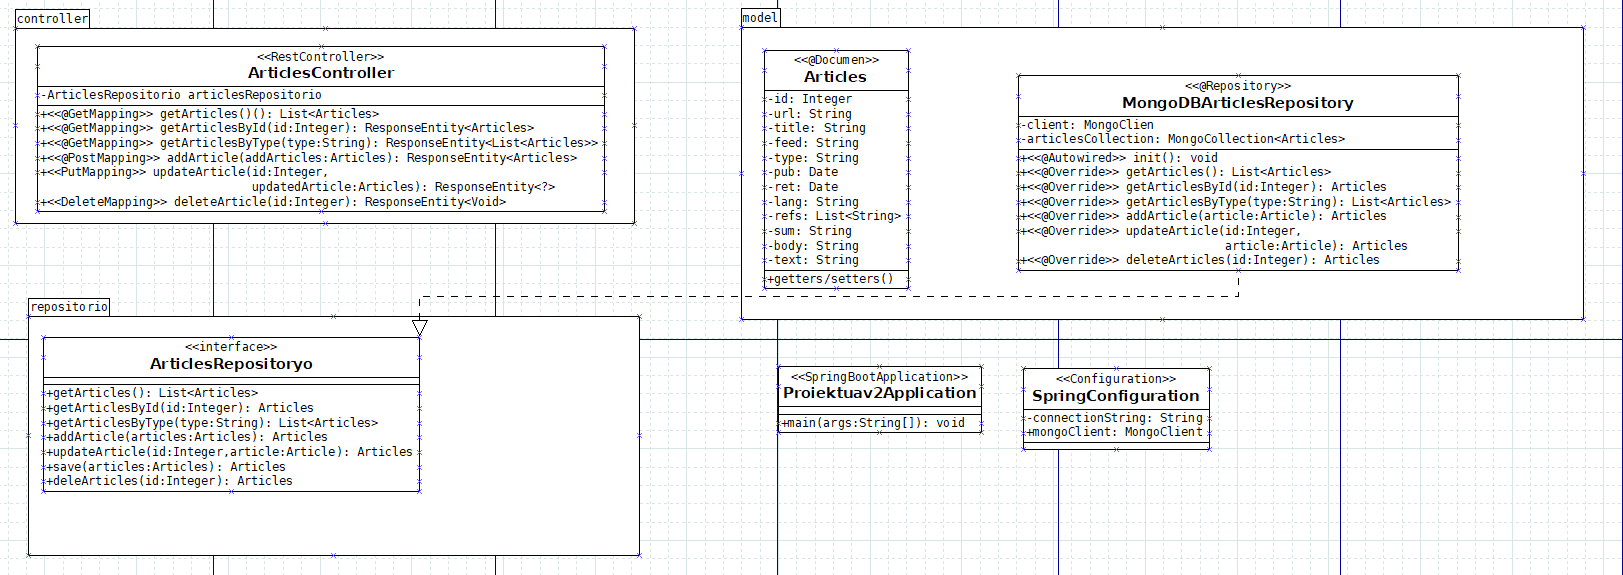 controller
<<RestController>>
ArticlesController
-ArticlesRepositorio articlesRepositorio
+<<@GetMapping>> getArticles()(): List<Articles>
+<<@GetMapping>> getArticlesById(id:Integer): ResponseEntity<Articles>
+<<@GetMapping>> getArticlesByType(type:String): ResponseEntity<List<Articles>>
+<<@PostMapping>> addArticle(addArticles:Articles): ResponseEntity<Articles>
+<<PutMapping>> updateArticle(id:Integer,
updatedArticle:Articles): ResponseEntity<?>
+<<DeleteMapping>> deleteArticle(id:Integer): ResponseEntity<Void>
model
<<@Documen>>
Articles
-id: Integer
-url: String
-title: String
-feed: String
-type: String
-pub: Date
-ret: Date
-lang: String
-refs: List<String>
-sum: String
-body: String
-text: String
+getters/setters()
<<@Repository>>
MongoDBArticlesRepository
-client: MongoClien
-articlesCollection: MongoCollection<Articles>
+<<@Autowired>> init(): void
+<<@Override>> getArticles(): List<Articles>
+<<@Override>> getArticlesById(id:Integer): Articles
+<<@Override>> getArticlesByType(type:String): List<Articles>
+<<@Override>> addArticle(article:Article): Articles
+<<@Override>> updateArticle(id:Integer,
article:Article): Articles
+<<@Override>> deleteArticles(id:Integer): Articles
repositorio
<<interface>>
ArticlesRepositoryo
+getArticles(): List<Articles>
+getArticlesById(id:Integer): Articles
+getArticlesByType(type:String): List<Articles>
+addArticle(articles:Articles): Articles
+updateArticle(id:Integer,article:Article): Articles
+save(articles:Articles): Articles
+deleArticles(id:Integer): Articles
<<SpringBootApplication>>
Proiektuav2Application
+main(args:String[]): void
<<Configuration>>
SpringConfiguration
-connectionString: String
+mongoClient: MongoClient